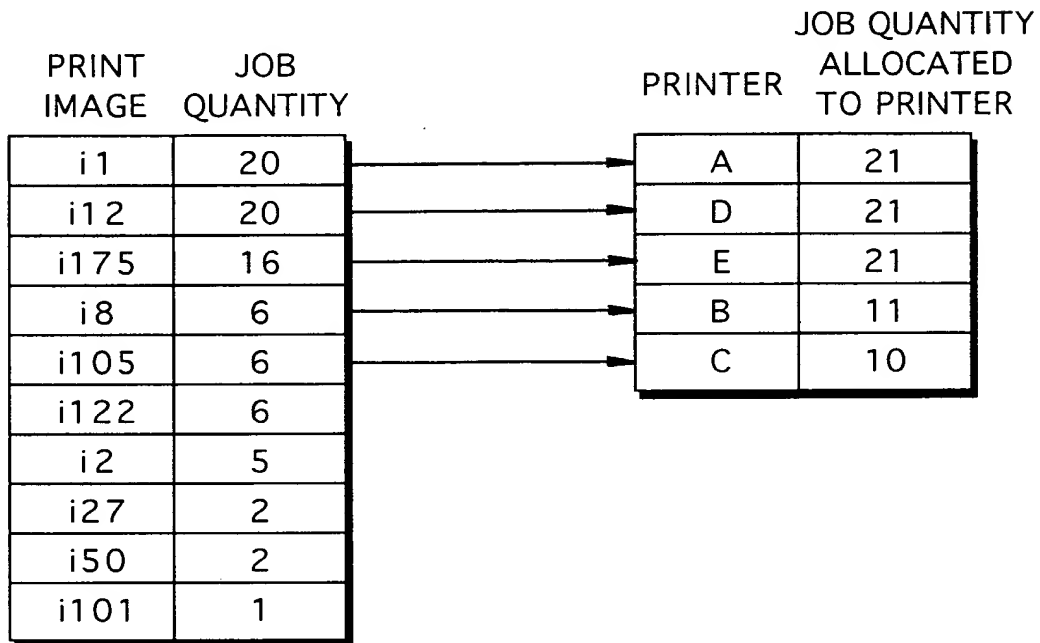 PRINT IMAGE JOB QUANTITY
i1 20
i12 20
i175 16
i8 6
i105 6
i122 6
i2 5
i27 2
i50 2
i101 1
PRINTER JOB QUANTITY ALLOCATED TO PRINTER
A 21
D 21
E 21
B 11
C 10